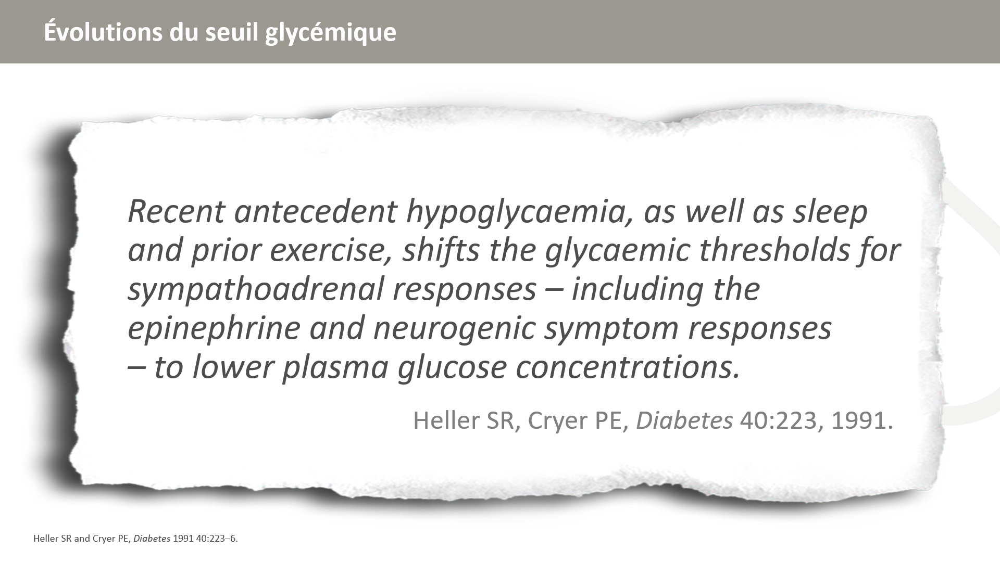 Évolutions du seuil glycémique
Recent antecedent hypoglycaemia, as well as sleep
and prior exercise, shifts the glycaemic thresholds for
sympathoadrenal responses – including the
epinephrine and neurogenic symptom responses
– to lower plasma glucose concentrations.
Heller SR, Cryer PE, Diabetes 40:223, 1991.
Heller SR and Cryer PE, Diabetes 1991 40:223–6.